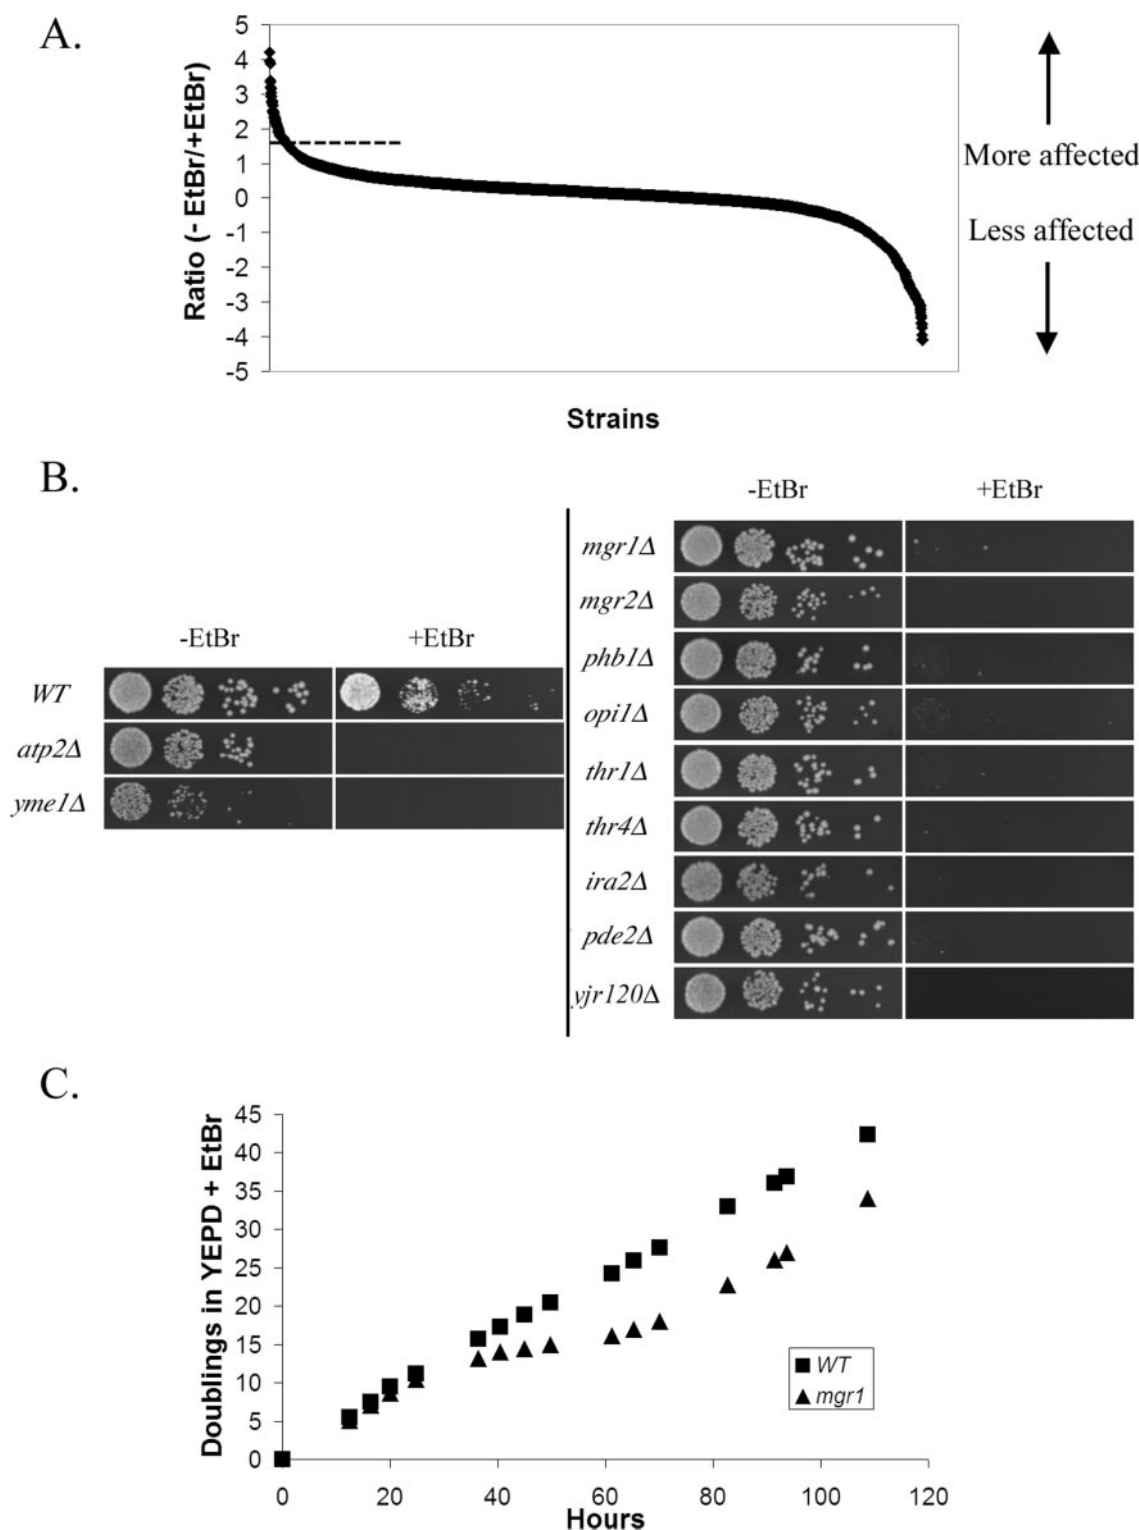 A.
5
4
3
2
1
0
-1
-2
-3
-4
-5
Ratio (- EtBr/+EtBr)
Strains
More affected
Less affected
B.
-EtBr +EtBr
WT
atp2Δ
yme1Δ
-EtBr +EtBr
mgr1Δ
mgr2Δ
phb1Δ
opi1Δ
thr1Δ
thr4Δ
ira2Δ
pde2Δ
yjr120Δ
C.
45
40
35
30
25
20
15
10
5
0
Doublings in YEPD + EtBr
WT
mgr1
0 20 40 60 80 100 120
Hours